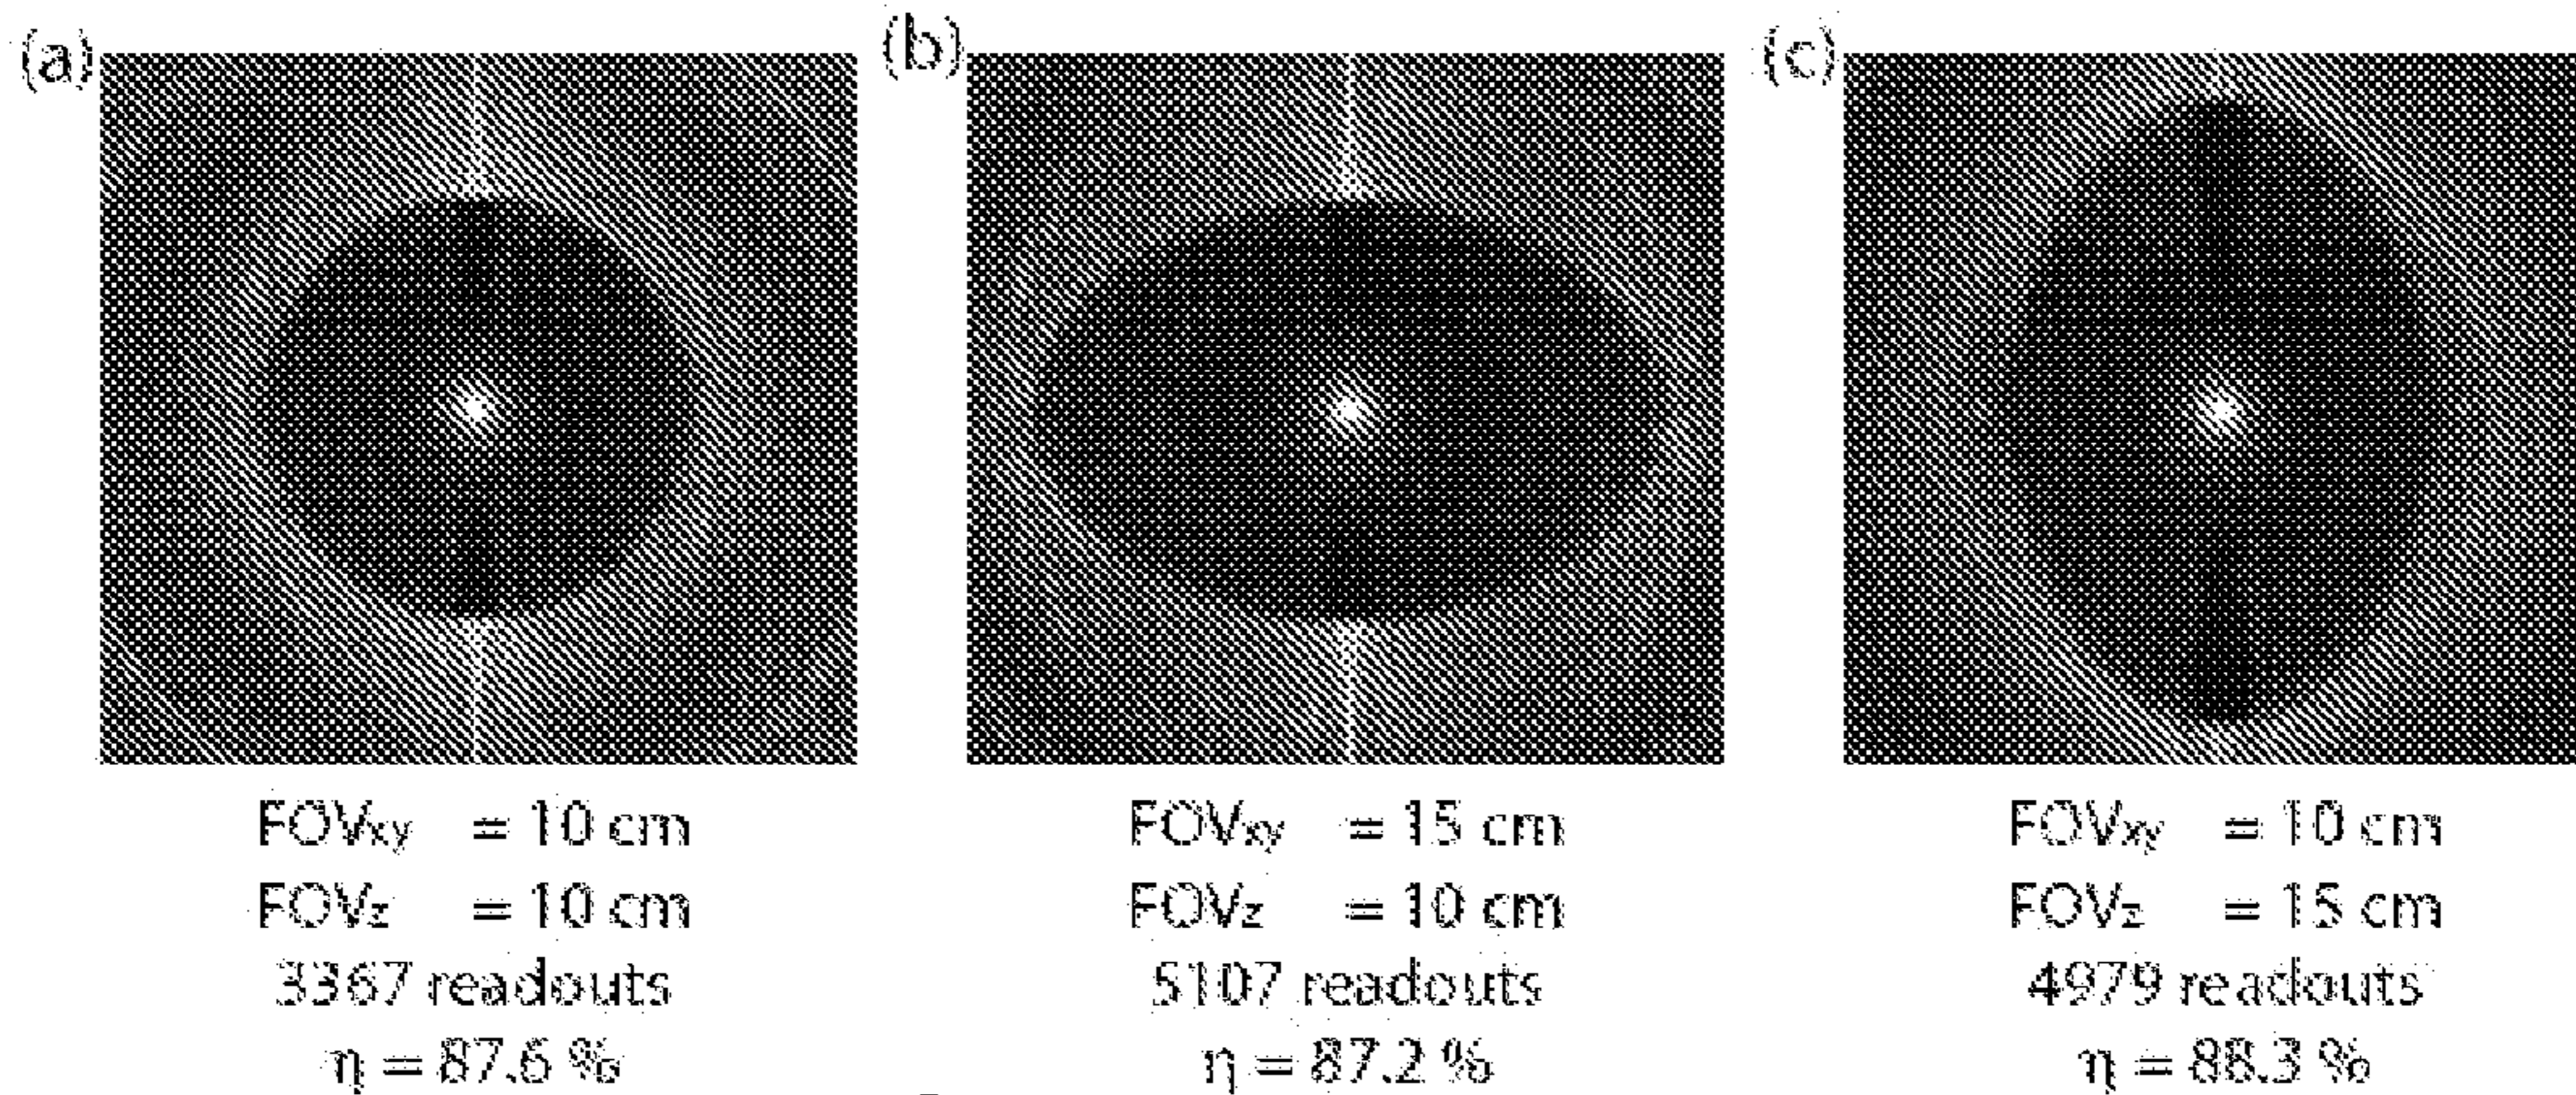 (a) (b) (c)
FOVxy = 10 cm FOVxy = 15 cm FOVxy = 10 cm
FOVz = 10 cm FOVz = 10 cm FOVz = 15 cm
3367 readouts 5107 readouts 4979 readouts
η = 87.6 % η = 87.2 % η = 88.3 %